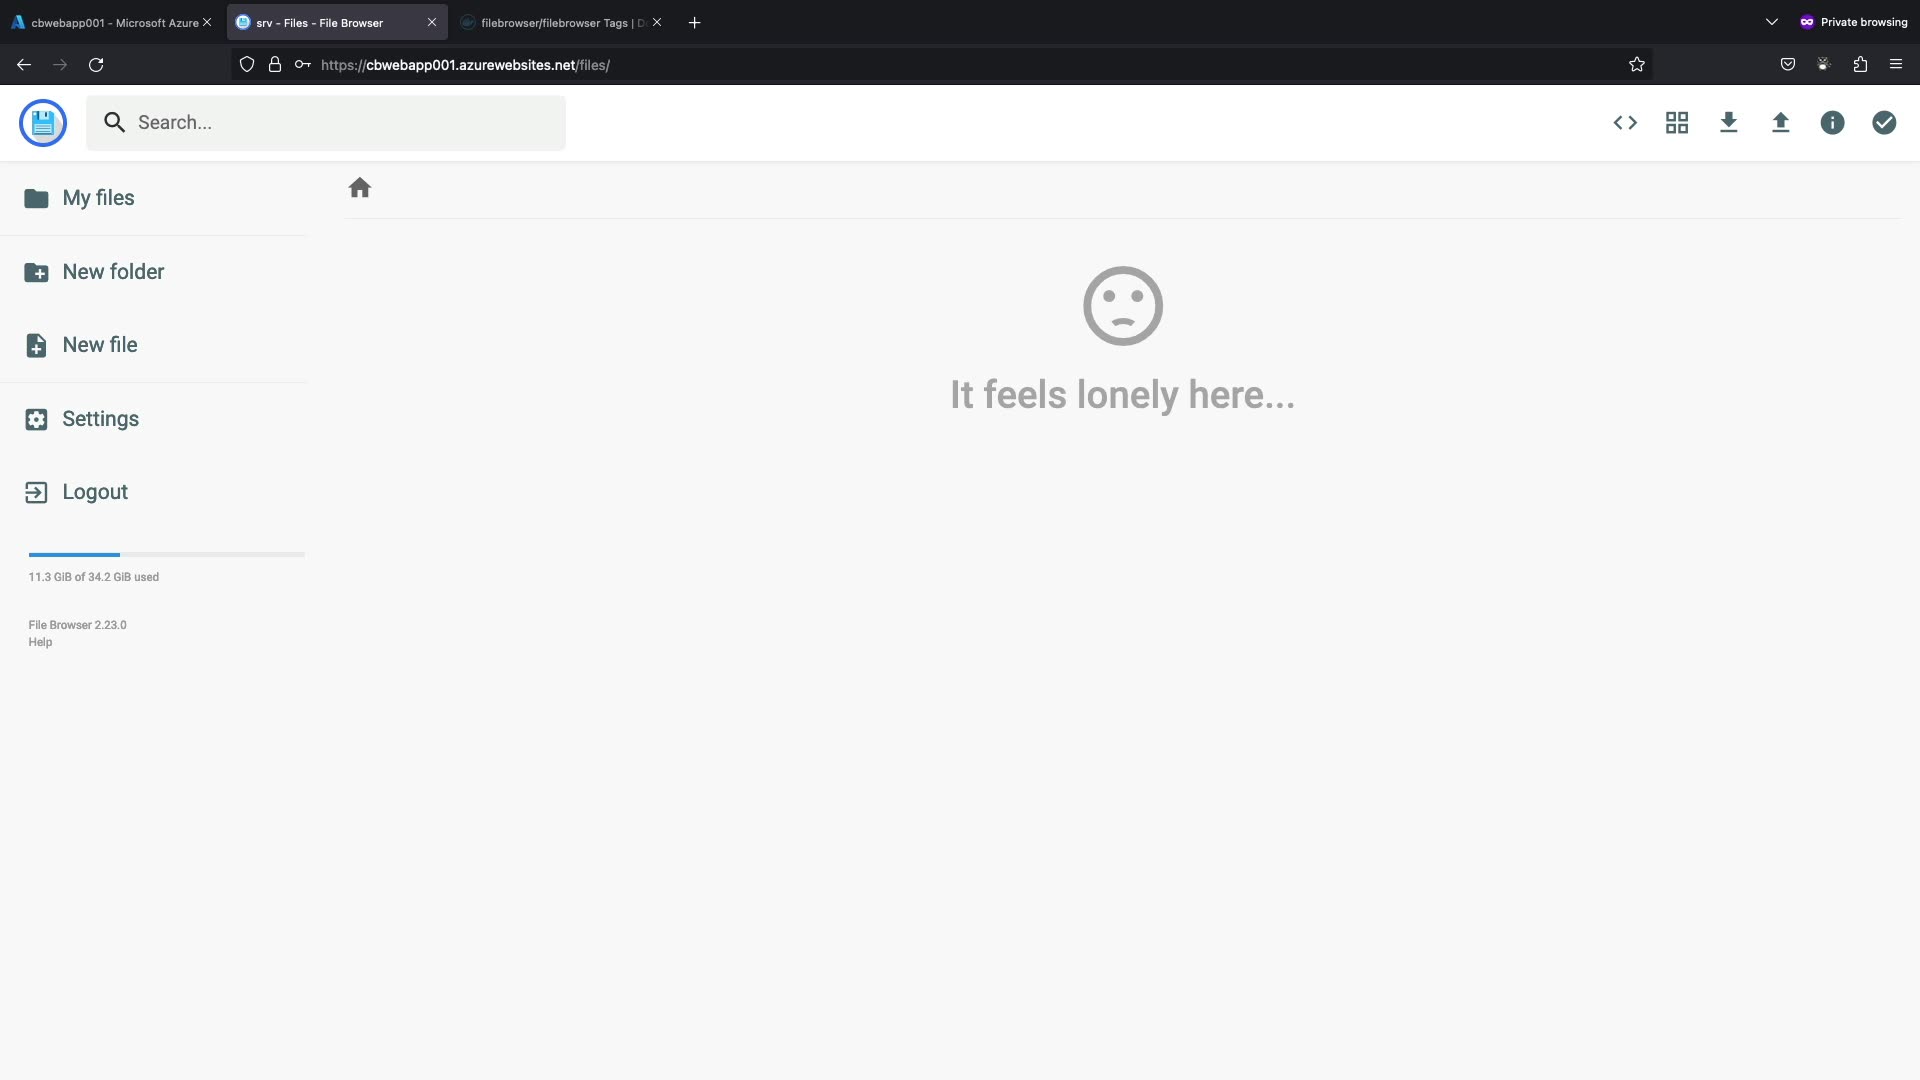 cbwebapp001 - Microsoft Azure
srv - Files - File Browser
filebrowser/filebrowser Tags | D
Private browsing
https://cbwebapp001.azurewebsites.net/files/
Search...
My files
New folder
New file
Settings
Logout
11.3 GiB of 34.2 GiB used
File Browser 2.23.0
Help
It feels lonely here...